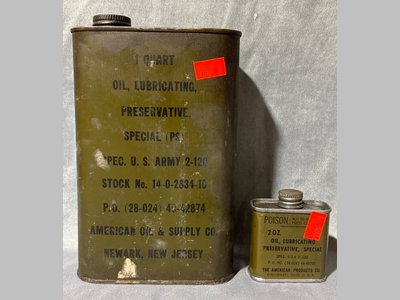 1 QUART
OIL, LUBRICATING,
PRESERVATIVE,
SPECIAL (PS)
SPEC. U. S. ARMY 2-120
STOCK No. 14-0-2834-10
P.O. (28-024) 40-42874
AMERICAN OIL & SUPPLY CO.
NEWARK, NEW JERSEY
POISON
2 OZ.
OIL, LUBRICATING
PRESERVATIVE, SPECIAL
THE AMERICAN PRODUCTS CO.